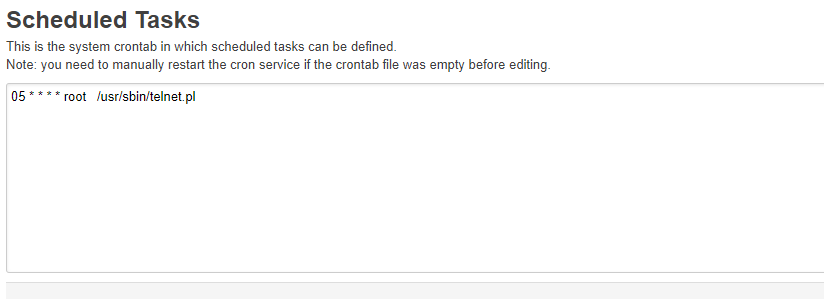 Scheduled Tasks
This is the system crontab in which scheduled tasks can be defined.
Note: you need to manually restart the cron service if the crontab file was empty before editing.
05 * * * * root   /usr/sbin/telnet.pl